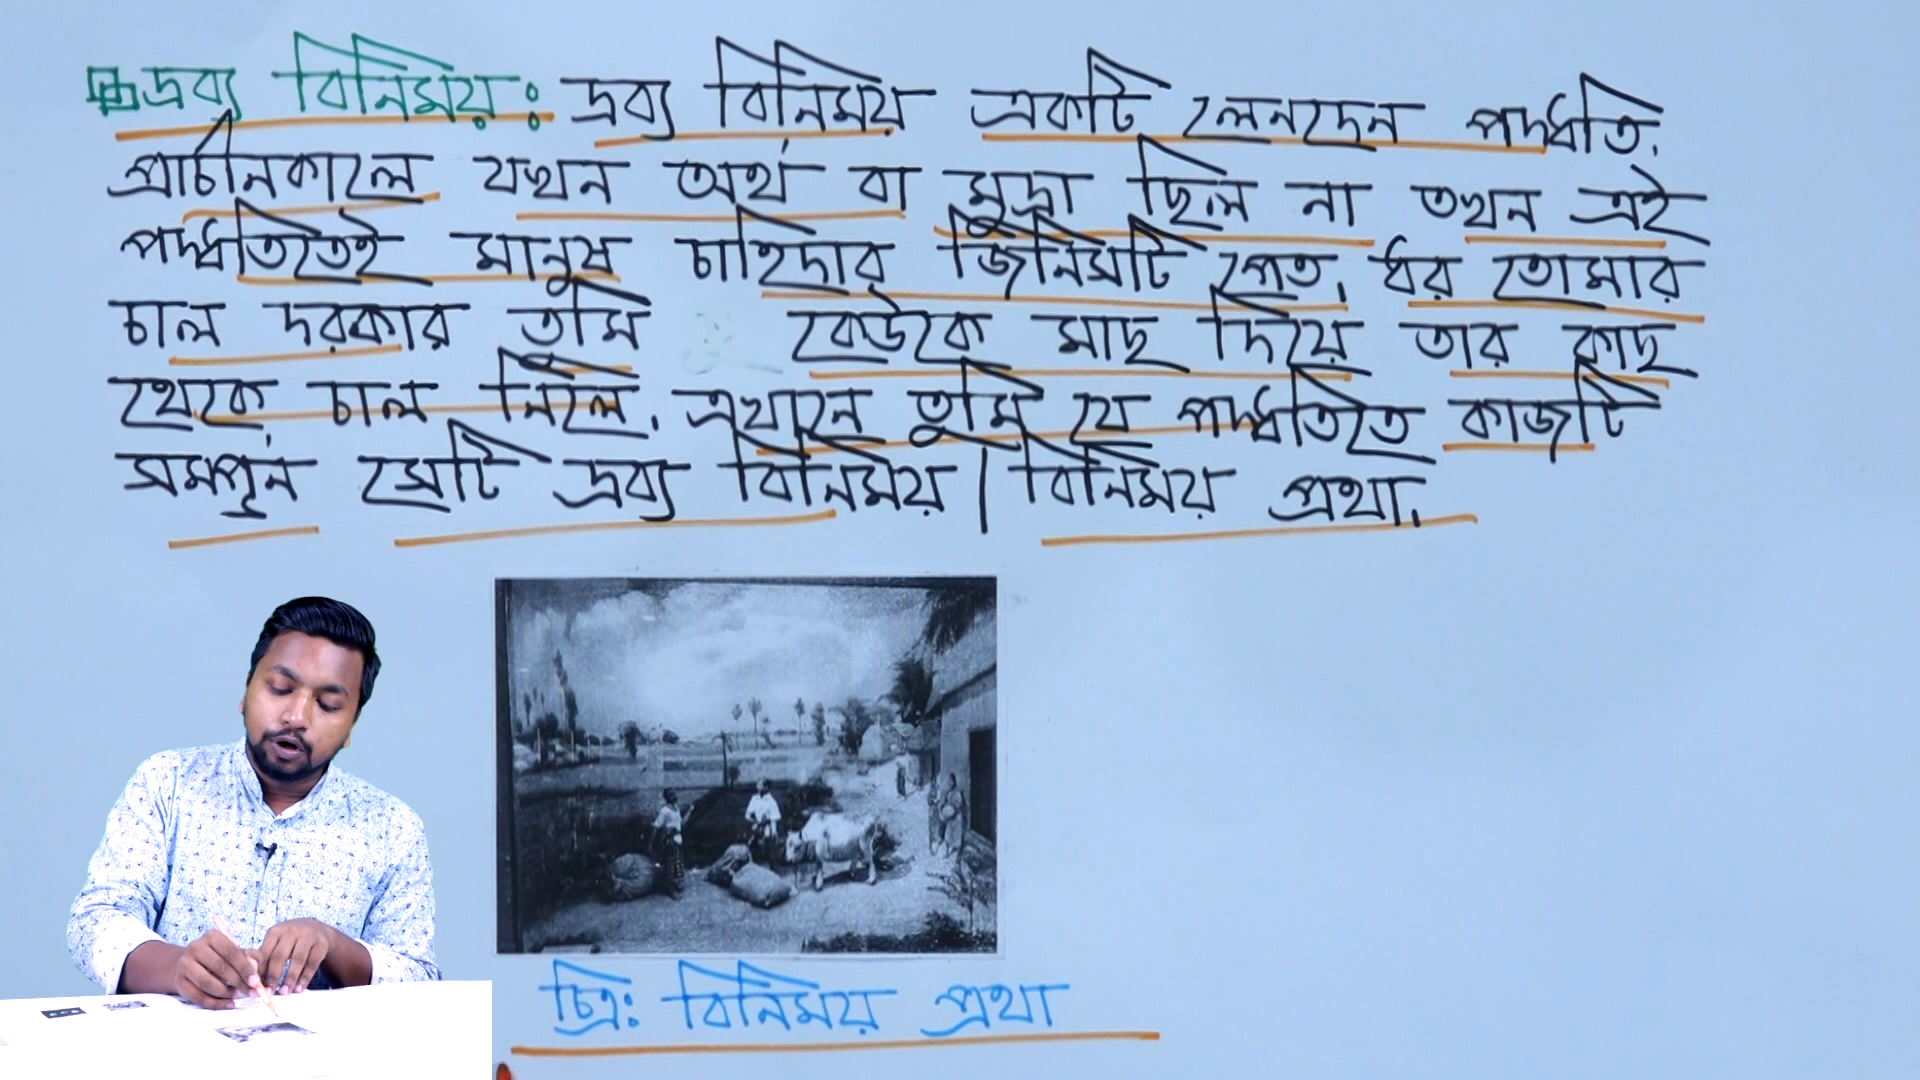 দ্রব্য বিনিময়ঃ দ্রব্য বিনিময় একটি লেনদেন পদ্ধতি.
প্রাচীনকালে যখন অর্থ বা মুদ্রা ছিল না তখন এই
পদ্ধতিতেই মানুষ চাহিদার জিনিসটি পেত. ধর তোমার
চাল দরকার তুমি কেউকে মাছ দিয়ে তার কাছ
থেকে চাল নিলে. এখানে তুমি যে পদ্ধতিতে কাজটি
সমপূন সেটি দ্রব্য বিনিময় | বিনিময় প্রথা.
চিত্রঃ বিনিময় প্রথা